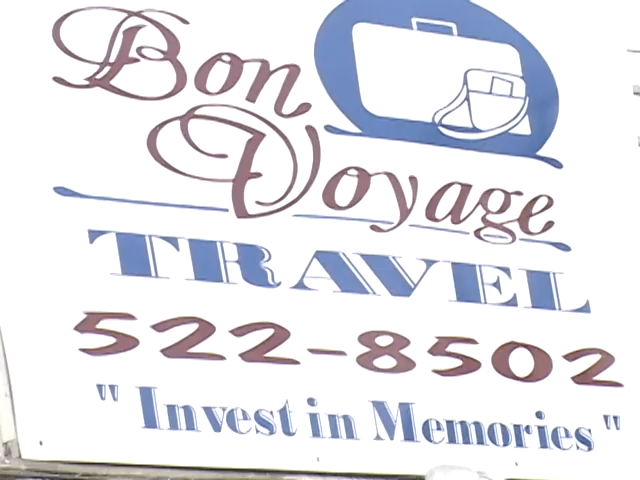 Bon
Voyage
TRAVEL
522-8502
"Invest in Memories"